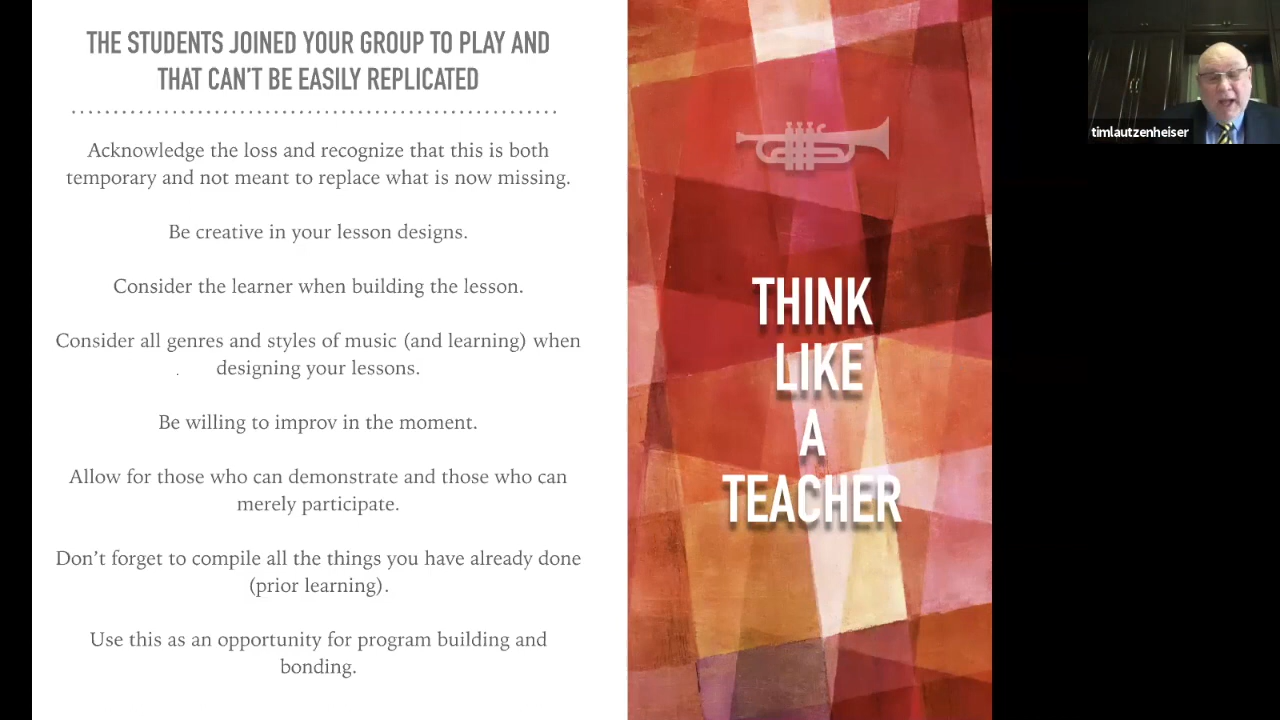 THE STUDENTS JOINED YOUR GROUP TO PLAY AND
THAT CAN'T BE EASILY REPLICATED
Acknowledge the loss and recognize that this is both
temporary and not meant to replace what is now missing.
Be creative in your lesson designs.
Consider the learner when building the lesson.
Consider all genres and styles of music (and learning) when
designing your lessons.
Be willing to improv in the moment.
Allow for those who can demonstrate and those who can
merely participate.
Don't forget to compile all the things you have already done
(prior learning).
Use this as an opportunity for program building and
bonding.
THINK
LIKE
A
TEACHER
timlautzenheiser